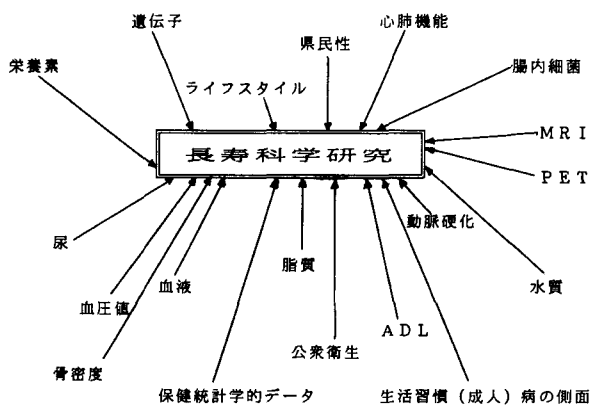 遺伝子
心肺機能
県民性
栄養素
腸内細菌
ライフスタイル
MRI
長寿科学研究
PET
動脈硬化
尿
脂質
血液
水質
血圧値
ADL
公衆衛生
骨密度
保健統計学的データ
生活習慣(成人)病の側面